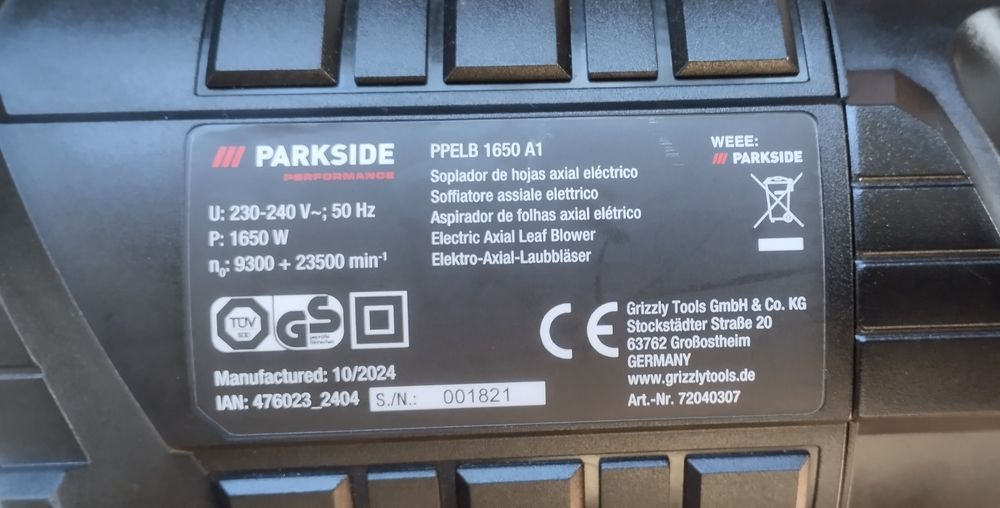 PARKSIDE
PERFORMANCE
U: 230-240 V~; 50 Hz
P: 1650 W
n₀: 9300 + 23500 min⁻¹
TÜV
SÜD
GS
geprüfte
Sicherheit
Manufactured: 10/2024
IAN: 476023_2404
S./N.: 001821
PPELB 1650 A1
Soplador de hojas axial eléctrico
Soffiatore assiale elettrico
Aspirador de folhas axial elétrico
Electric Axial Leaf Blower
Elektro-Axial-Laubbläser
WEEE:
PARKSIDE
CE
Grizzly Tools GmbH & Co. KG
Stockstädter Straße 20
63762 Großostheim
GERMANY
www.grizzlytools.de
Art.-Nr. 72040307